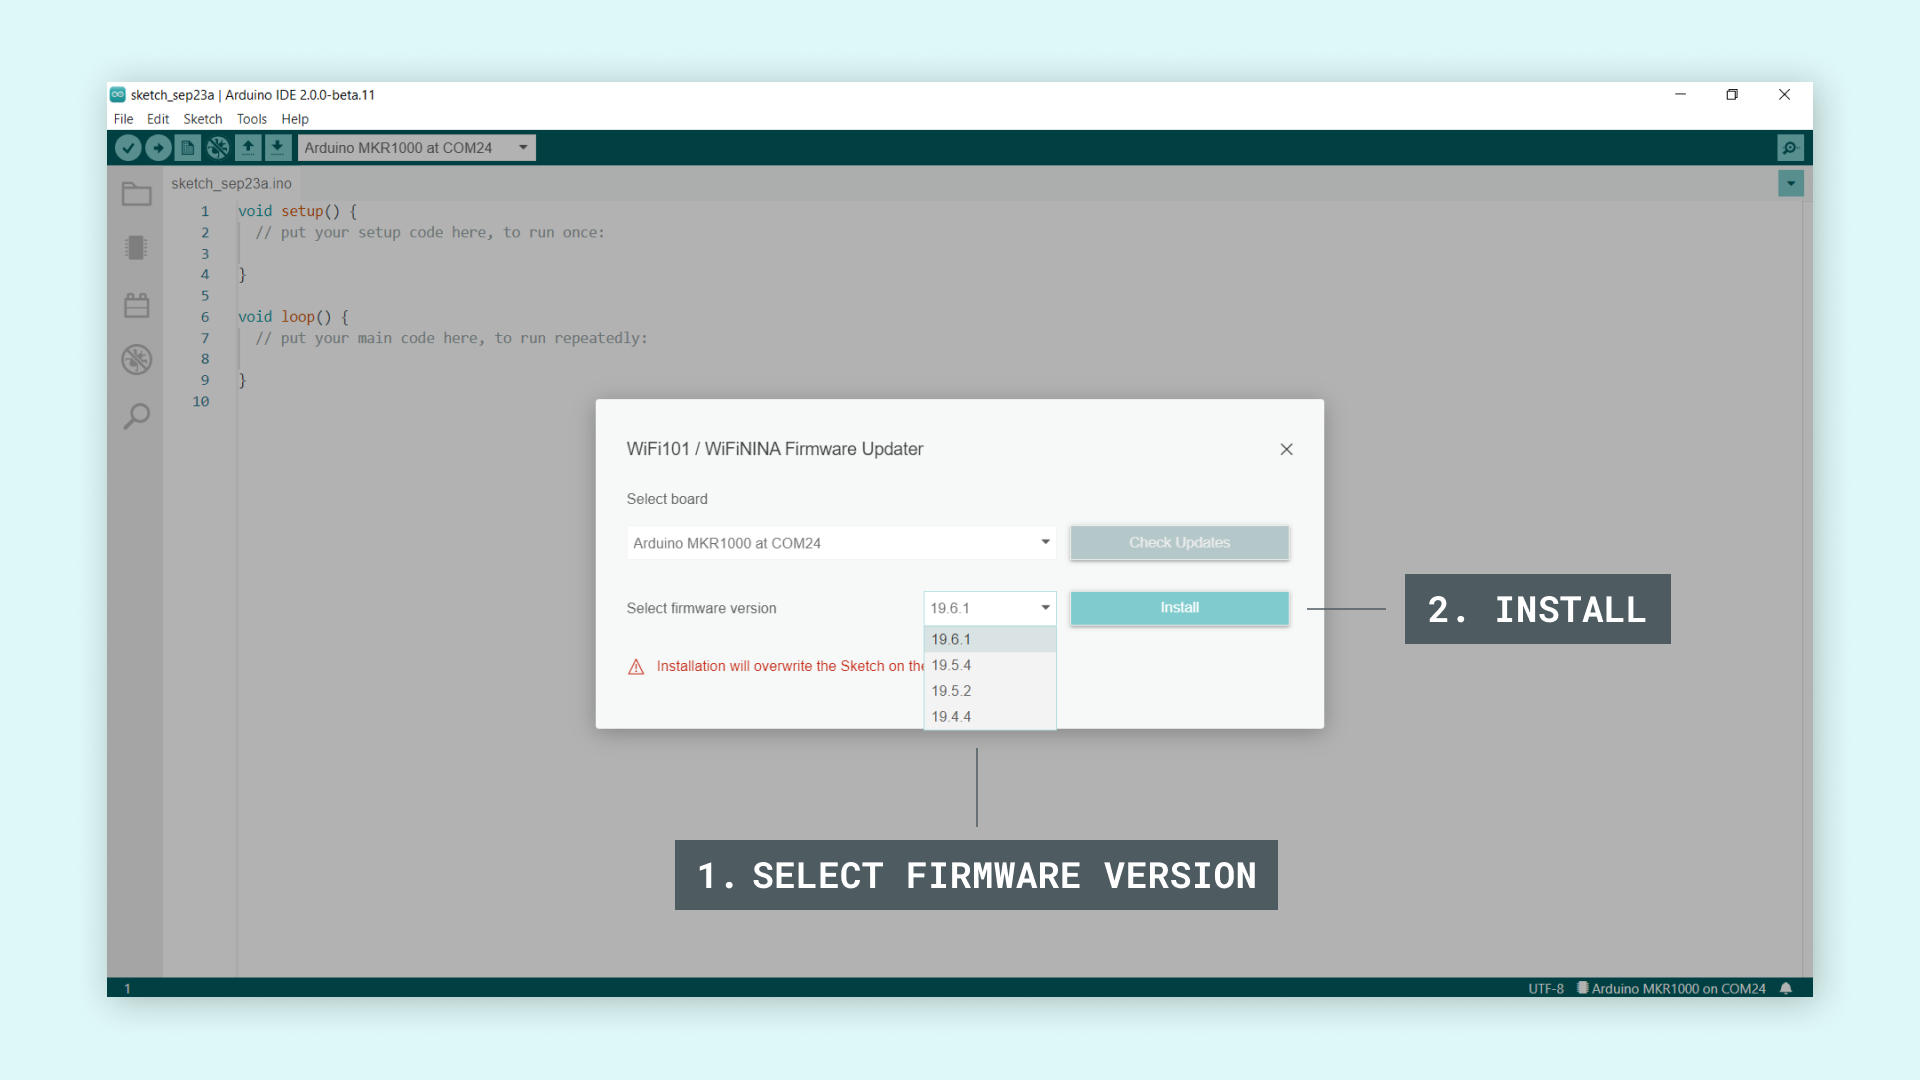 sketch_sep23a | Arduino IDE 2.0.0-beta.11
File Edit Sketch Tools Help
Arduino MKR1000 at COM24
sketch_sep23a.ino
1 void setup() {
2 // put your setup code here, to run once:
3
4 }
5
6 void loop() {
7 // put your main code here, to run repeatedly:
8
9 }
10
WiFi101 / WiFiNINA Firmware Updater
Select board
Arduino MKR1000 at COM24 Check Updates
Select firmware version 19.6.1 Install
19.6.1
Installation will overwrite the Sketch on the
19.5.4
19.5.2
19.4.4
2. INSTALL
1. SELECT FIRMWARE VERSION
1 UTF-8 Arduino MKR1000 on COM24